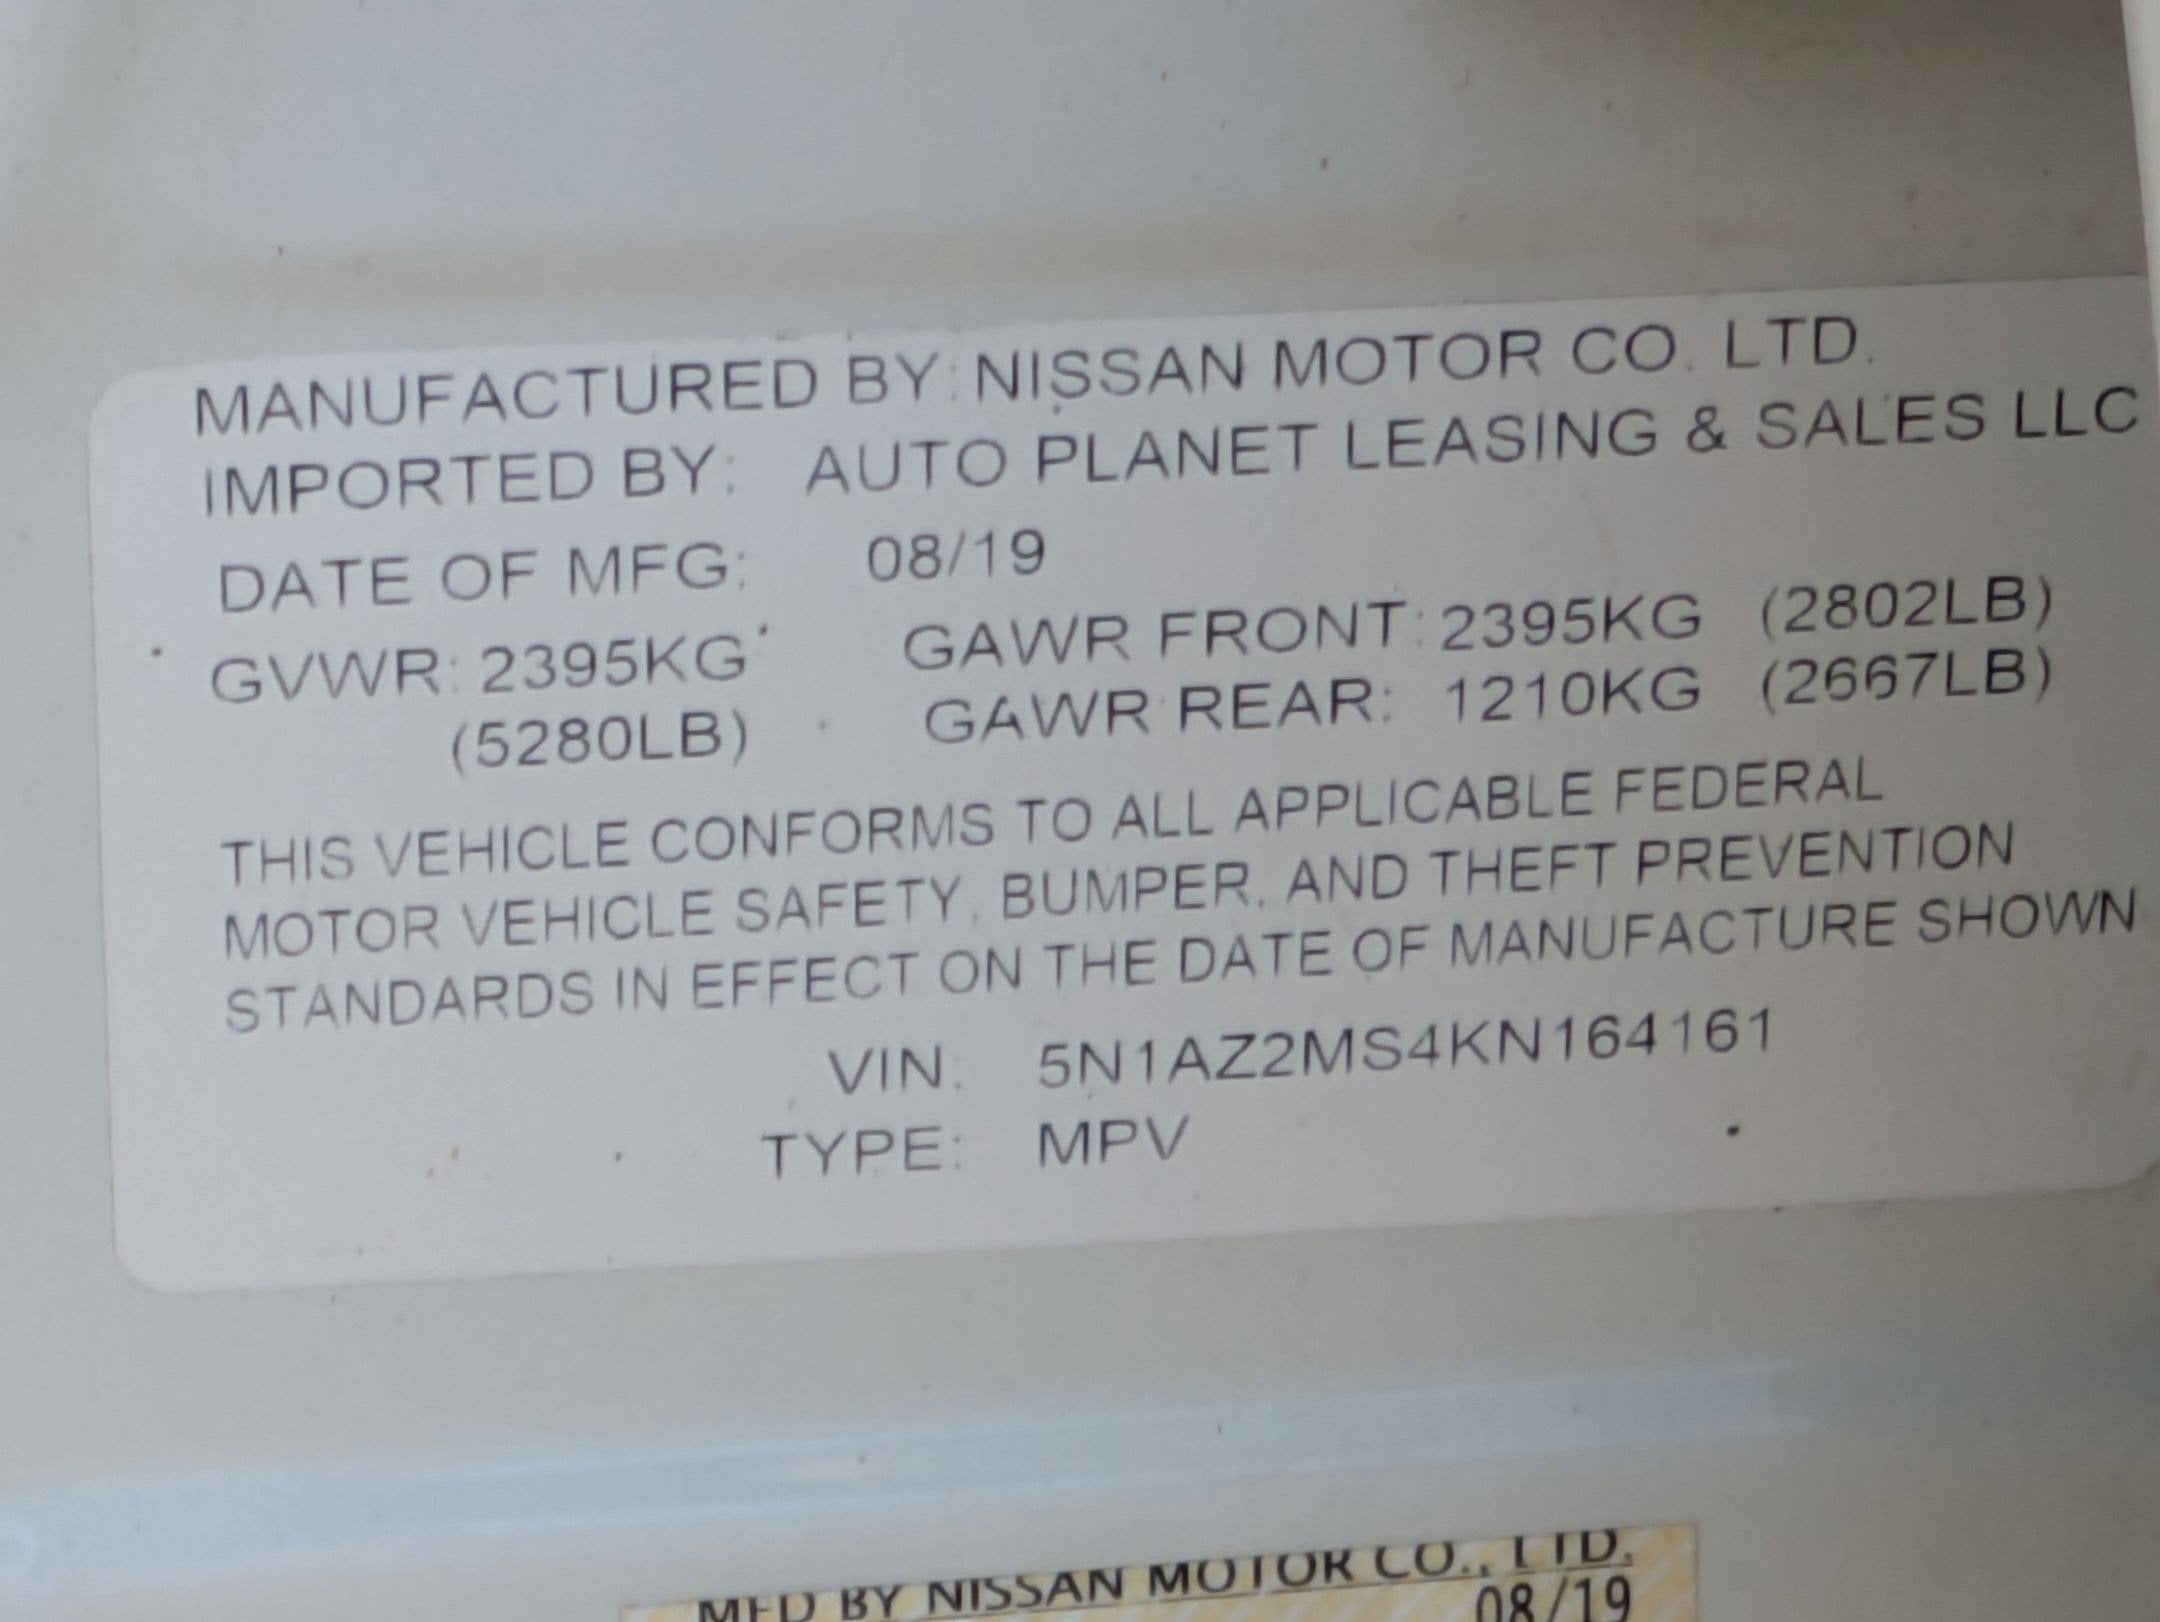 MANUFACTURED BY: NISSAN MOTOR CO. LTD.
IMPORTED BY: AUTO PLANET LEASING & SALES LLC
DATE OF MFG: 08/19
GVWR: 2395KG GAWR FRONT: 2395KG (2802LB)
(5280LB) GAWR REAR: 1210KG (2667LB)
THIS VEHICLE CONFORMS TO ALL APPLICABLE FEDERAL
MOTOR VEHICLE SAFETY, BUMPER, AND THEFT PREVENTION
STANDARDS IN EFFECT ON THE DATE OF MANUFACTURE SHOWN
VIN: 5N1AZ2MS4KN164161
TYPE: MPV
MFD BY NISSAN MOTOR CO., LTD.
08/19